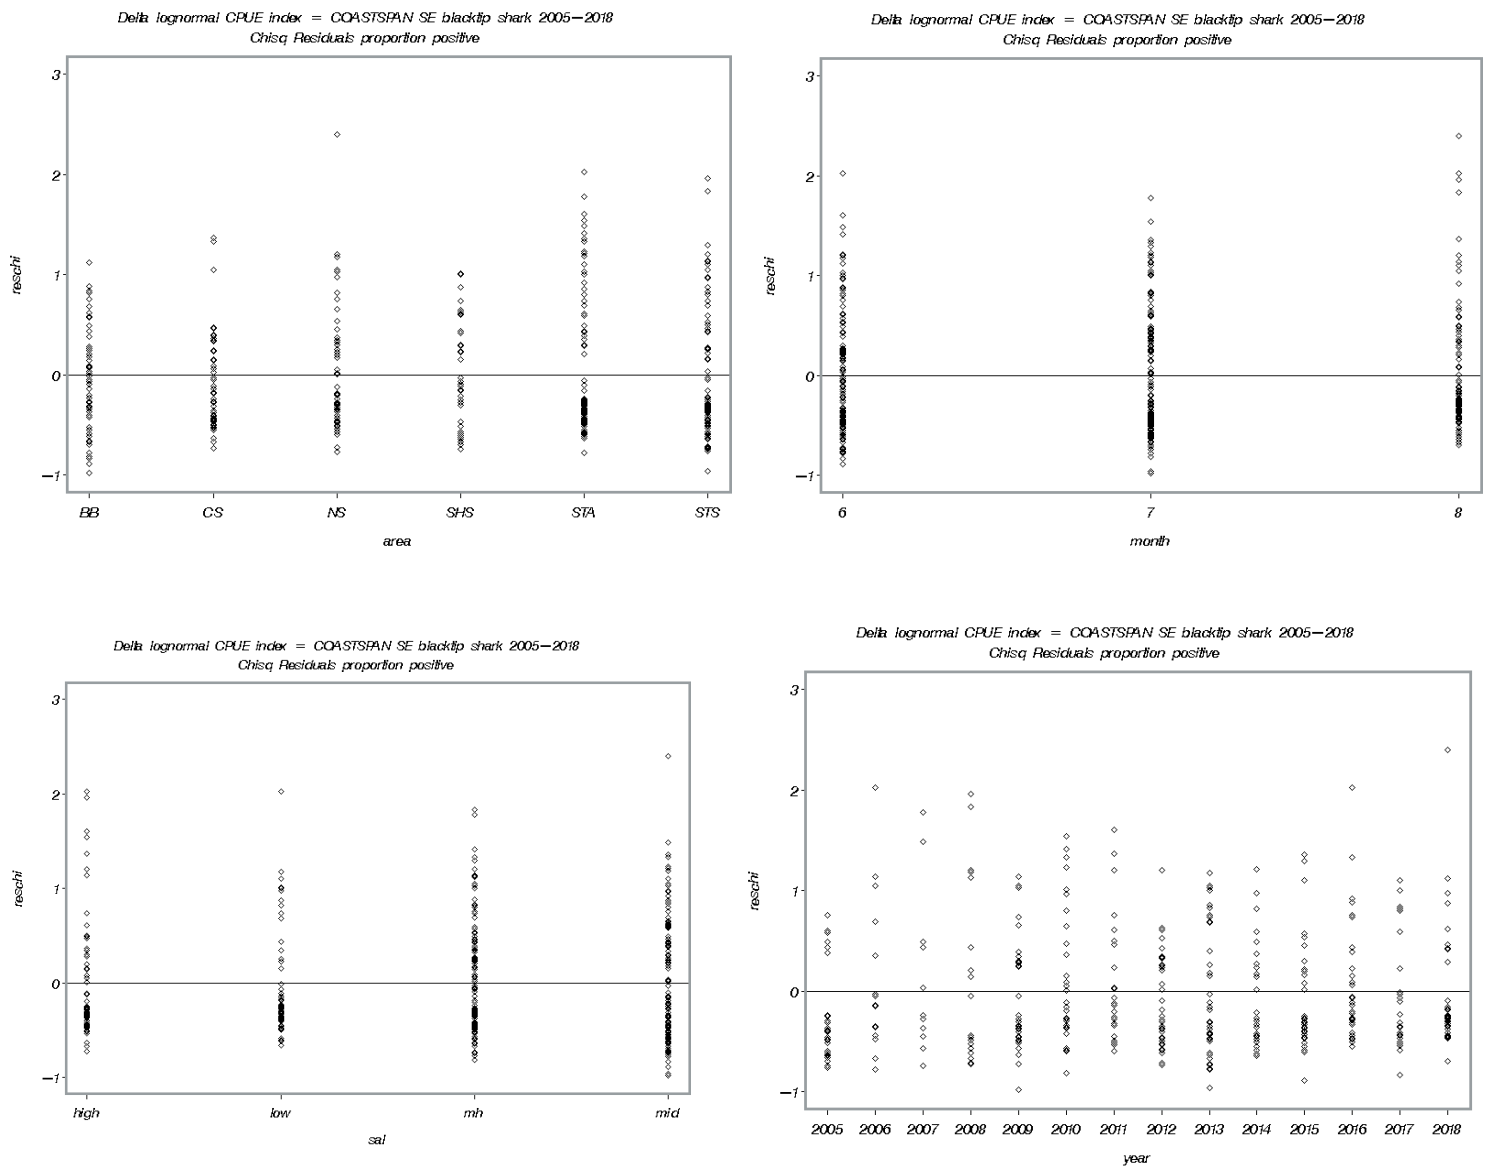 Delta lognormal CPUE index = COASTSPAN SE blacktip shark 2005–2018
Chisq Residuals proportion positive
3
2
1
0
−1
reschi
BB CS NS SHS STA STS
area
Delta lognormal CPUE index = COASTSPAN SE blacktip shark 2005–2018
Chisq Residuals proportion positive
3
2
1
0
−1
reschi
6 7 8
month
Delta lognormal CPUE index = COASTSPAN SE blacktip shark 2005–2018
Chisq Residuals proportion positive
3
2
1
0
−1
reschi
high low mh mid
sal
Delta lognormal CPUE index = COASTSPAN SE blacktip shark 2005–2018
Chisq Residuals proportion positive
3
2
1
0
−1
reschi
2005 2006 2007 2008 2009 2010 2011 2012 2013 2014 2015 2016 2017 2018
year